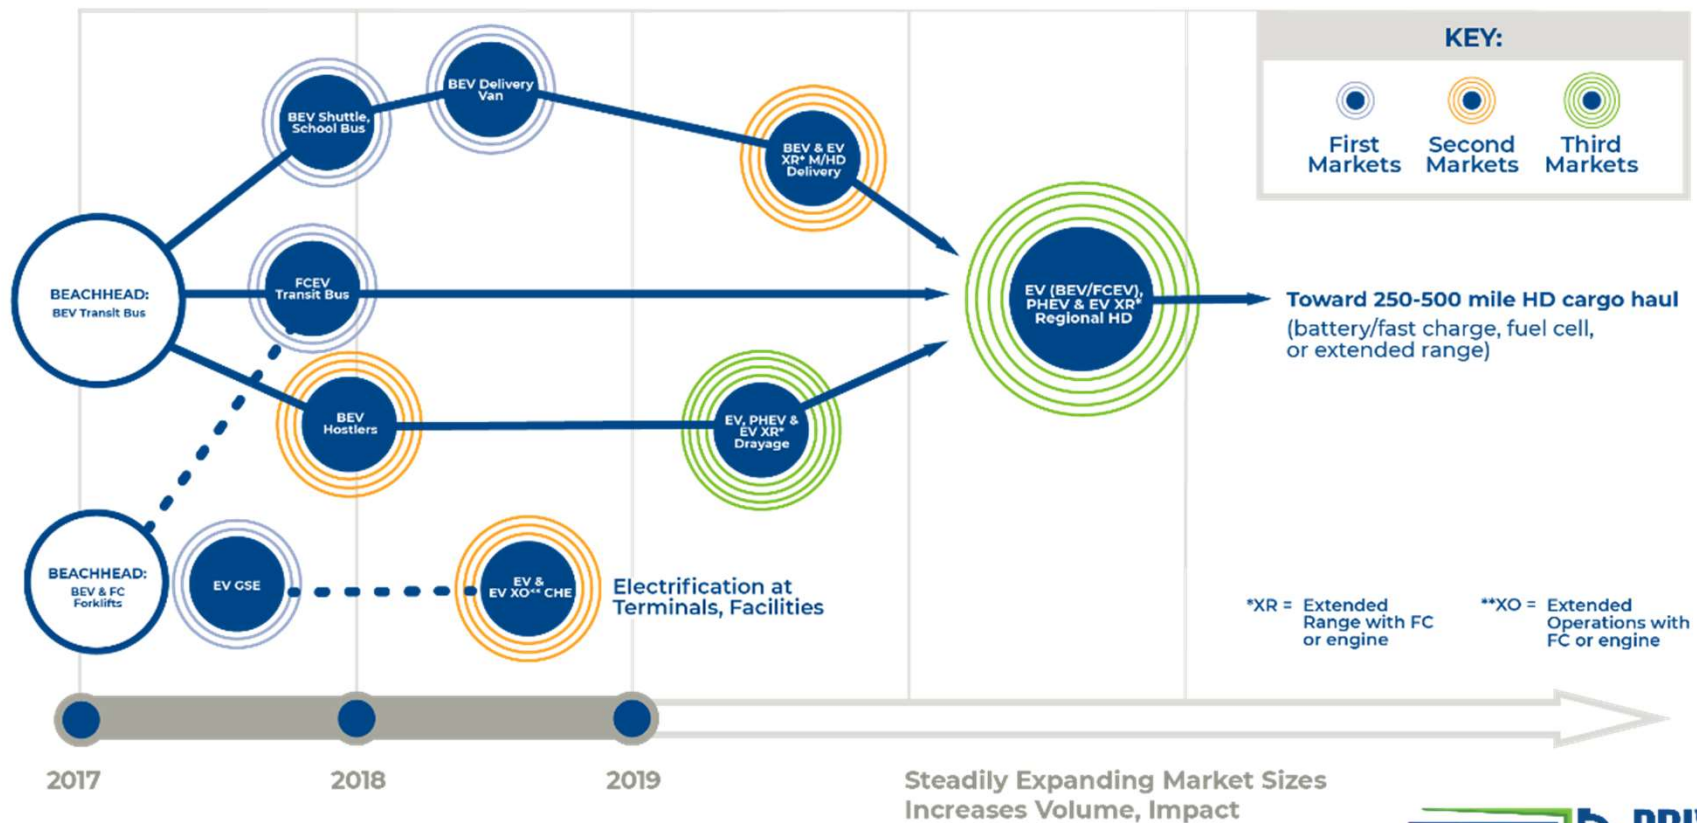 KEY:
First
Markets
Second
Markets
Third
Markets
BEV Delivery
Van
BEV Shuttle,
School Bus
BEV & EV
XR* M/HD
Delivery
BEACHHEAD:
BEV Transit Bus
FCEV
Transit Bus
EV (BEV/FCEV),
PHEV & EV XR*
Regional HD
Toward 250-500 mile HD cargo haul
(battery/fast charge, fuel cell,
or extended range)
BEV
Hostlers
EV, PHEV &
EV XR*
Drayage
BEACHHEAD:
BEV & FC
Forklifts
EV GSE
EV &
EV XO** CHE
Electrification at
Terminals, Facilities
*XR = Extended
Range with FC
or engine
**XO = Extended
Operations with
FC or engine
2017
2018
2019
Steadily Expanding Market Sizes
Increases Volume, Impact